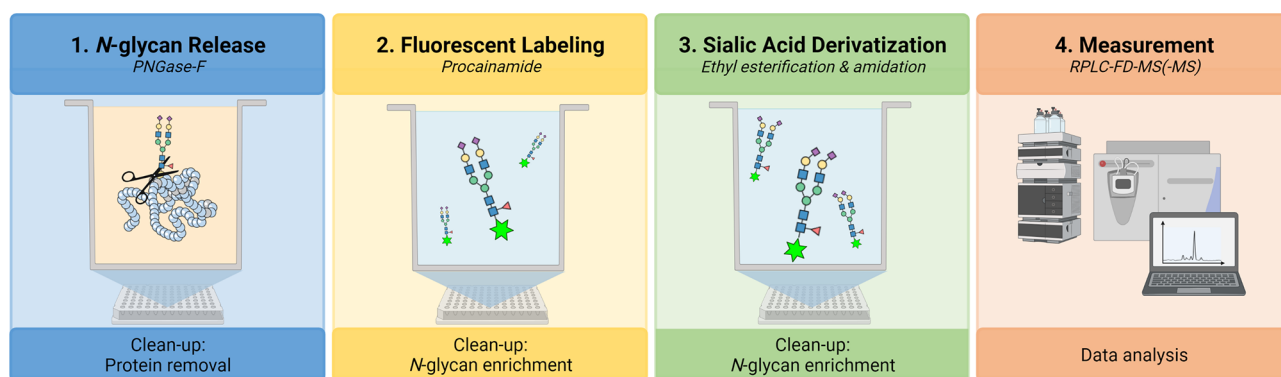 1. N-glycan Release
PNGase-F
Clean-up:
Protein removal
2. Fluorescent Labeling
Procainamide
Clean-up:
N-glycan enrichment
3. Sialic Acid Derivatization
Ethyl esterification & amidation
Clean-up:
N-glycan enrichment
4. Measurement
RPLC-FD-MS(-MS)
Data analysis